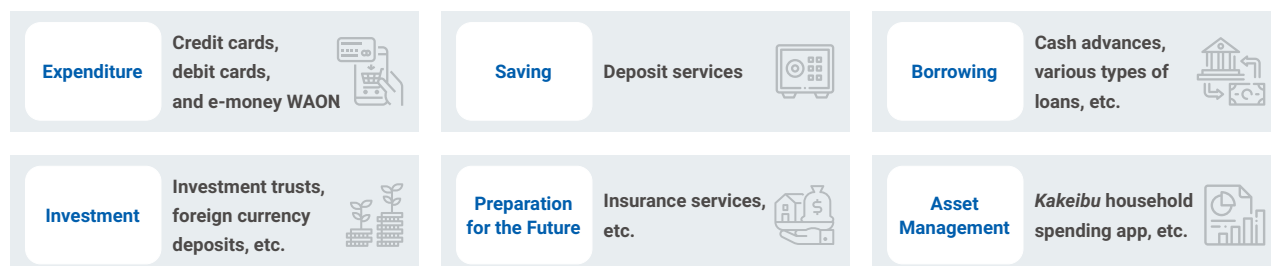 Expenditure
Credit cards,
debit cards,
and e-money WAON
Saving
Deposit services
Borrowing
Cash advances,
various types of
loans, etc.
Investment
Investment trusts,
foreign currency
deposits, etc.
Preparation
for the Future
Insurance services,
etc.
$
Asset
Management
Kakeibu household
spending app, etc.